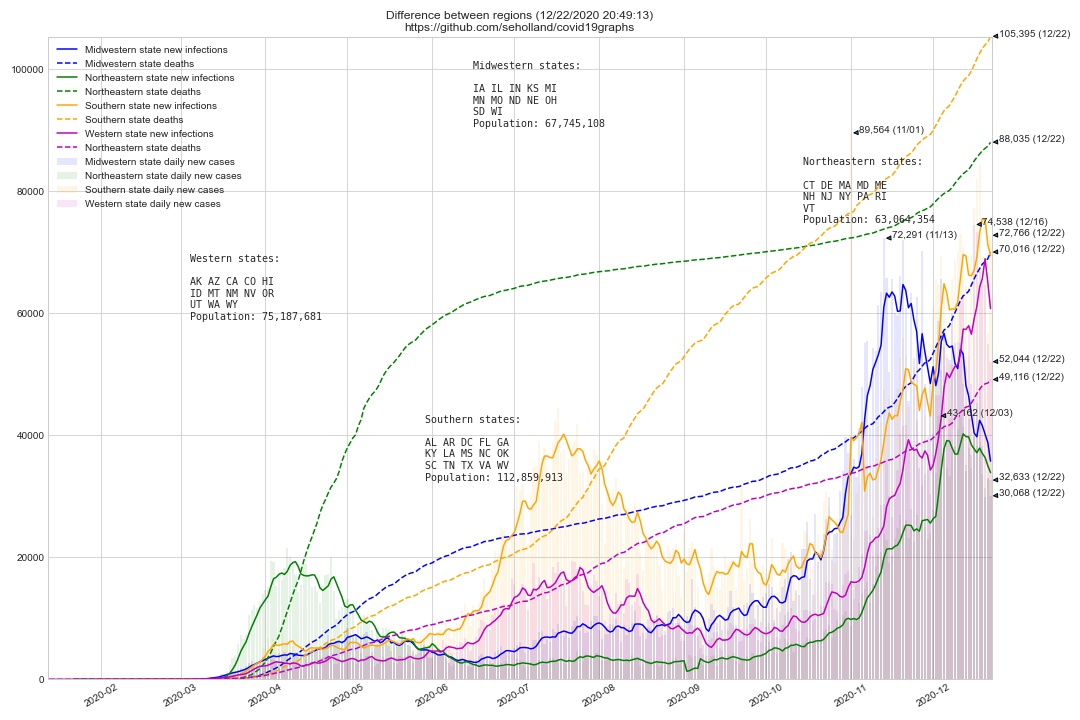 Difference between regions (12/22/2020 20:49:13)
https://github.com/seholland/covid19graphs
Midwestern state new infections
Midwestern state deaths
Northeastern state new infections
Northeastern state deaths
Southern state new infections
Southern state deaths
Western state new infections
Northeastern state deaths
Midwestern state daily new cases
Northeastern state daily new cases
Southern state daily new cases
Western state daily new cases
Midwestern states:
IA IL IN KS MI
MN MO ND NE OH
SD WI
Population: 67,745,108
Northeastern states:
CT DE MA MD ME
NH NJ NY PA RI
VT
Population: 63,064,354
Western states:
AK AZ CA CO HI
ID MT NM NV OR
UT WA WY
Population: 75,187,681
Southern states:
AL AR DC FL GA
KY LA MS NC OK
SC TN TX VA WV
Population: 112,859,913
105,395 (12/22)
89,564 (11/01)
88,035 (12/22)
74,538 (12/16)
72,766 (12/22)
72,291 (11/13)
70,016 (12/22)
52,044 (12/22)
49,116 (12/22)
43,162 (12/03)
32,633 (12/22)
30,068 (12/22)
100000
80000
60000
40000
20000
0
2020-02
2020-03
2020-04
2020-05
2020-06
2020-07
2020-08
2020-09
2020-10
2020-11
2020-12